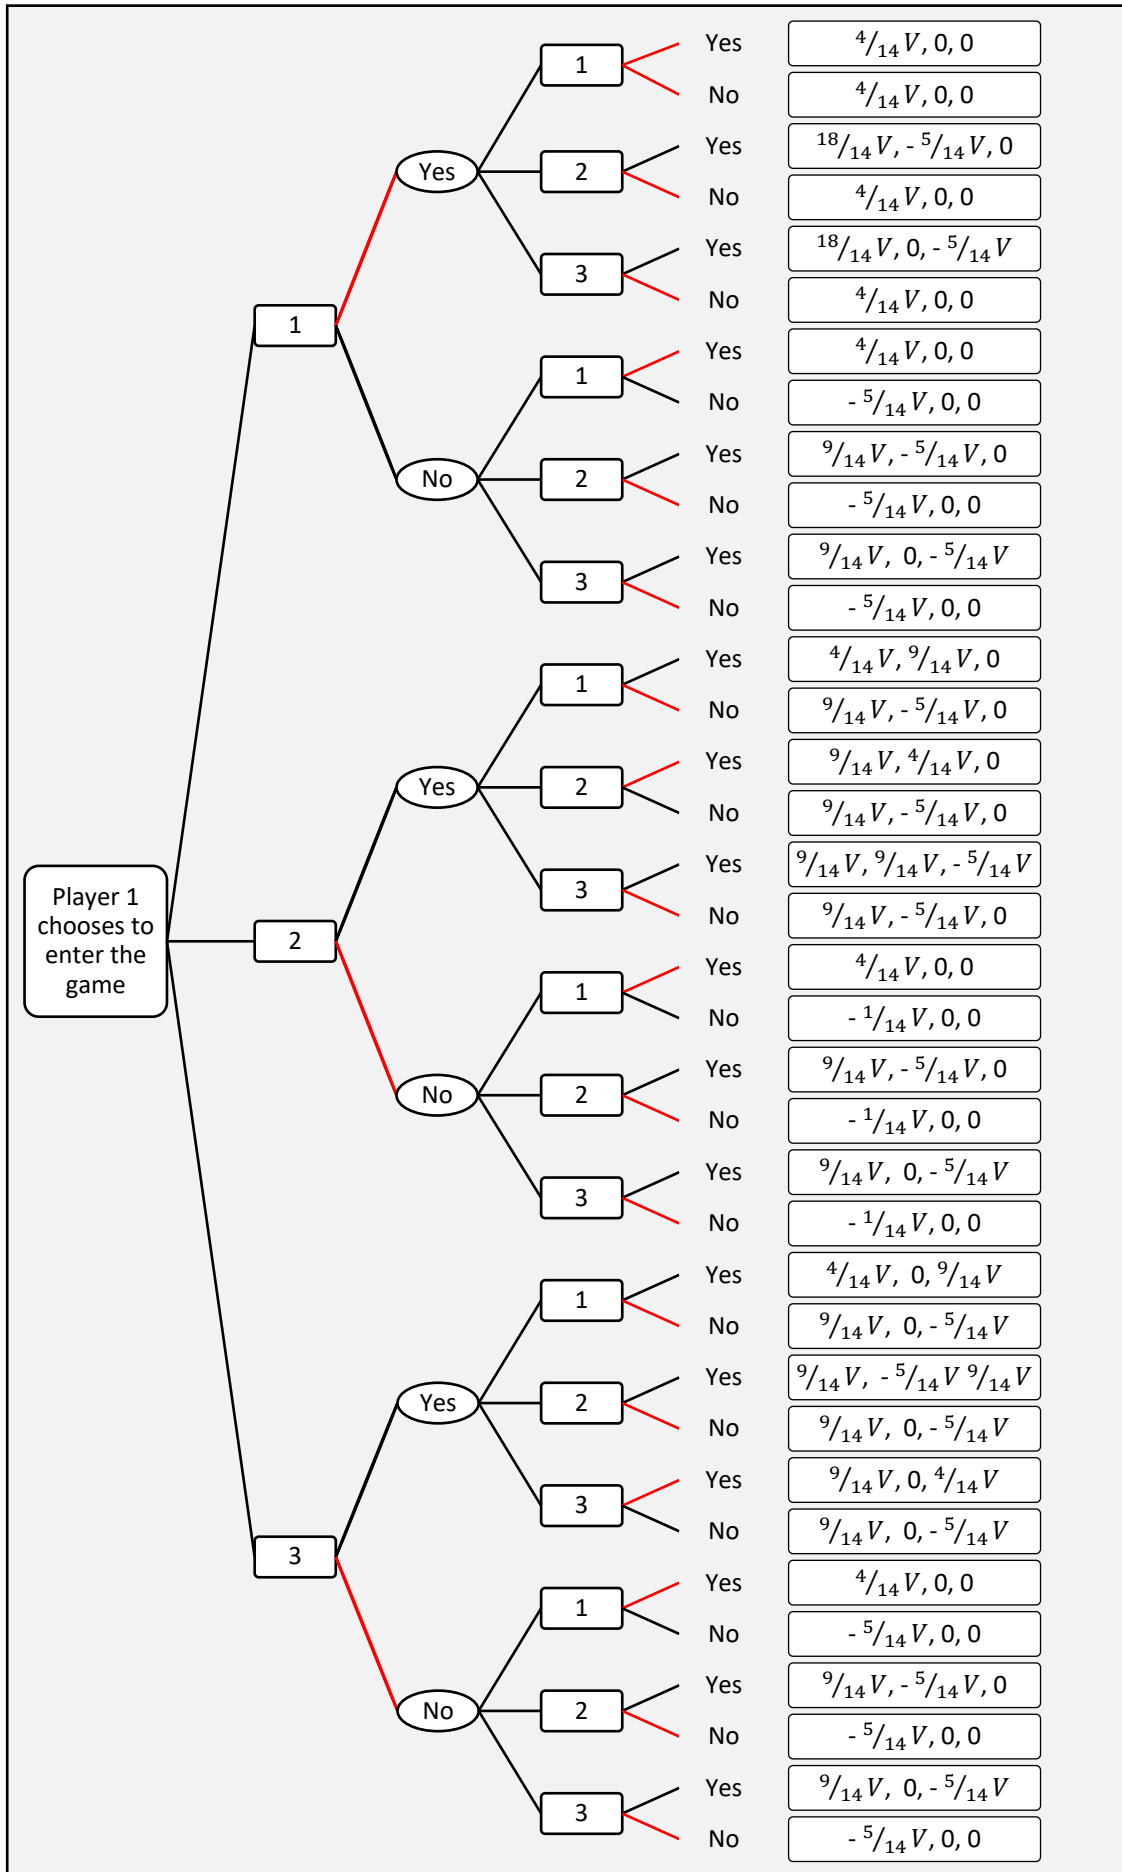 Yes
4/14 V, 0, 0
1
No
4/14 V, 0, 0
Yes
18/14 V, - 5/14 V, 0
Yes
2
No
4/14 V, 0, 0
Yes
18/14 V, 0, - 5/14 V
3
No
4/14 V, 0, 0
1
Yes
4/14 V, 0, 0
1
No
- 5/14 V, 0, 0
Yes
9/14 V, - 5/14 V, 0
No
2
No
- 5/14 V, 0, 0
Yes
9/14 V, 0, - 5/14 V
3
No
- 5/14 V, 0, 0
Yes
4/14 V, 9/14 V, 0
1
No
9/14 V, - 5/14 V, 0
Yes
9/14 V, 4/14 V, 0
Yes
2
No
9/14 V, - 5/14 V, 0
Yes
9/14 V, 9/14 V, - 5/14 V
3
No
9/14 V, - 5/14 V, 0
Player 1
chooses to
enter the
game
2
Yes
4/14 V, 0, 0
1
No
- 1/14 V, 0, 0
Yes
9/14 V, - 5/14 V, 0
No
2
No
- 1/14 V, 0, 0
Yes
9/14 V, 0, - 5/14 V
3
No
- 1/14 V, 0, 0
Yes
4/14 V, 0, 9/14 V
1
No
9/14 V, 0, - 5/14 V
Yes
9/14 V, - 5/14 V 9/14 V
Yes
2
No
9/14 V, 0, - 5/14 V
Yes
9/14 V, 0, 4/14 V
3
No
9/14 V, 0, - 5/14 V
3
Yes
4/14 V, 0, 0
1
No
- 5/14 V, 0, 0
Yes
9/14 V, - 5/14 V, 0
No
2
No
- 5/14 V, 0, 0
Yes
9/14 V, 0, - 5/14 V
3
No
- 5/14 V, 0, 0